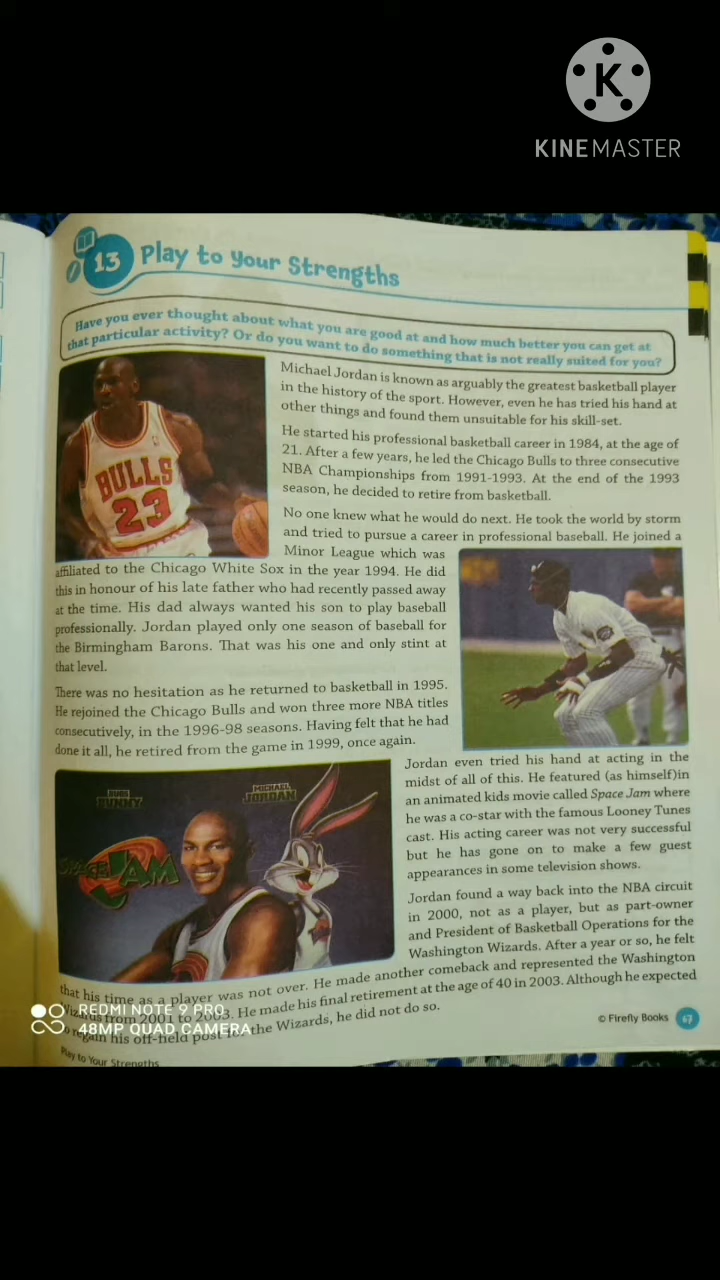 K
KINEMASTER
13 Play to Your Strengths
Have you ever thought about what you are good at and how much better you can get at
that particular activity? Or do you want to do something that is not really suited for you?
Michael Jordan is known as arguably the greatest basketball player
in the history of the sport. However, even he has tried his hand at
other things and found them unsuitable for his skill-set.
BULLS
23
He started his professional basketball career in 1984, at the age of
21. After a few years, he led the Chicago Bulls to three consecutive
NBA Championships from 1991-1993. At the end of the 1993
season, he decided to retire from basketball.
No one knew what he would do next. He took the world by storm
and tried to pursue a career in professional baseball. He joined a
Minor League which was
affiliated to the Chicago White Sox in the year 1994. He did
this in honour of his late father who had recently passed away
at the time. His dad always wanted his son to play baseball
professionally. Jordan played only one season of baseball for
the Birmingham Barons. That was his one and only stint at
that level.
There was no hesitation as he returned to basketball in 1995.
He rejoined the Chicago Bulls and won three more NBA titles
consecutively, in the 1996-98 seasons. Having felt that he had
done it all, he retired from the game in 1999, once again.
BUGS
BUNNY
MICHAEL
JORDAN
SPACE JAM
Jordan even tried his hand at acting in the
midst of all of this. He featured (as himself)in
an animated kids movie called Space Jam where
he was a co-star with the famous Looney Tunes
cast. His acting career was not very successful
but he has gone on to make a few guest
appearances in some television shows.
Jordan found a way back into the NBA circuit
in 2000, not as a player, but as part-owner
and President of Basketball Operations for the
Washington Wizards. After a year or so, he felt
that his time as a player was not over. He made another comeback and represented the Washington
Wizards from 2001 to 2003. He made his final retirement at the age of 40 in 2003. Although he expected
to regain his off-field post for the Wizards, he did not do so.
REDMI NOTE 9 PRO
48MP QUAD CAMERA
© Firefly Books 67
Play to Your Strengths